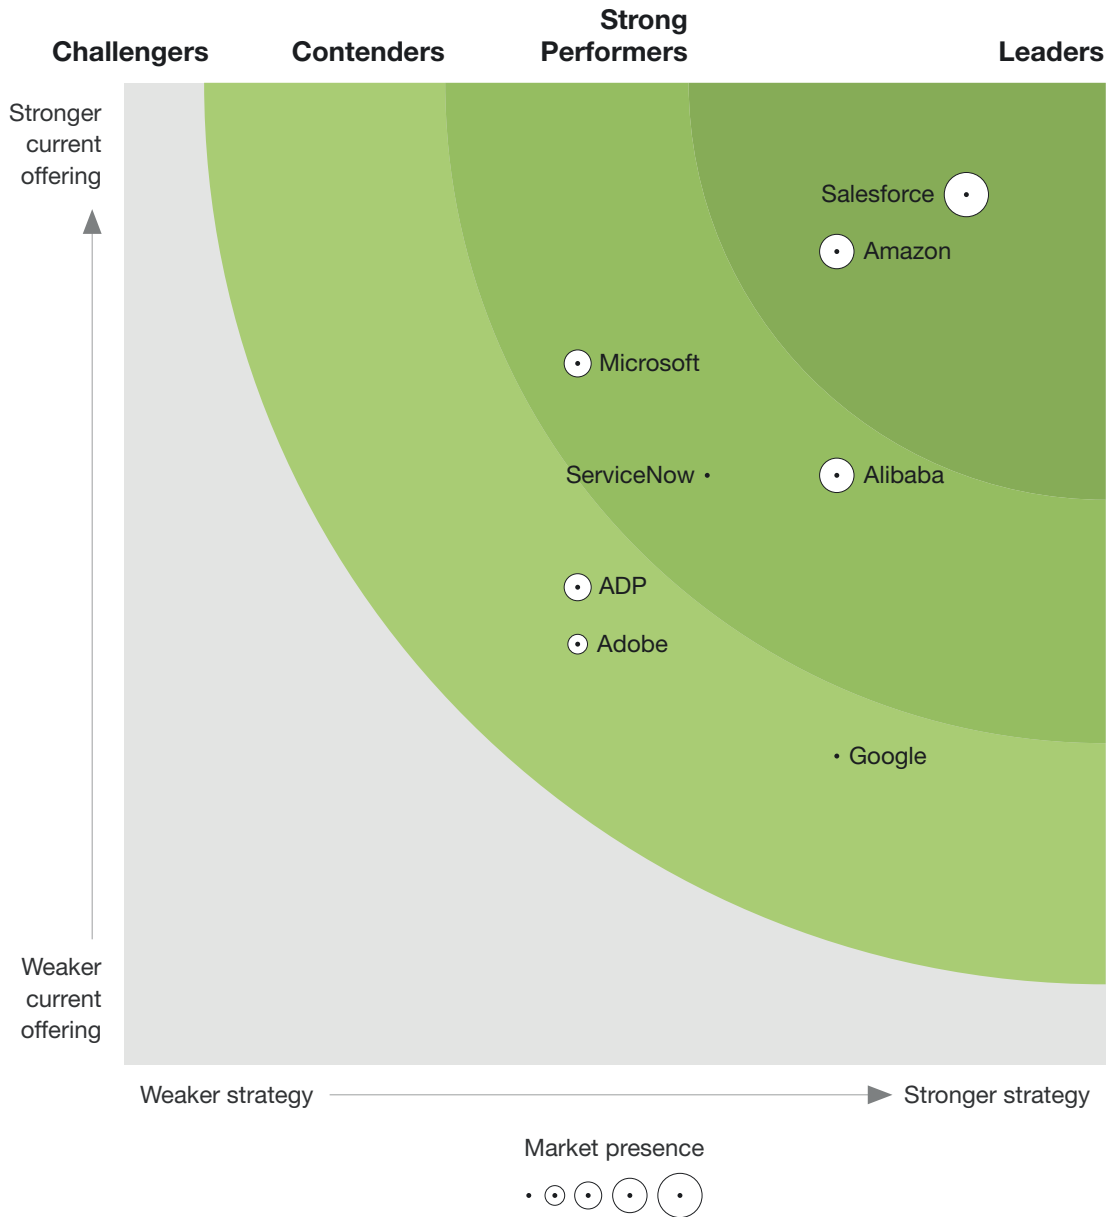 Strong
Challengers Contenders Performers Leaders
Stronger
current
offering
Salesforce
Amazon
Microsoft
ServiceNow Alibaba
ADP
Adobe
Google
Weaker
current
offering
Weaker strategy Stronger strategy
Market presence